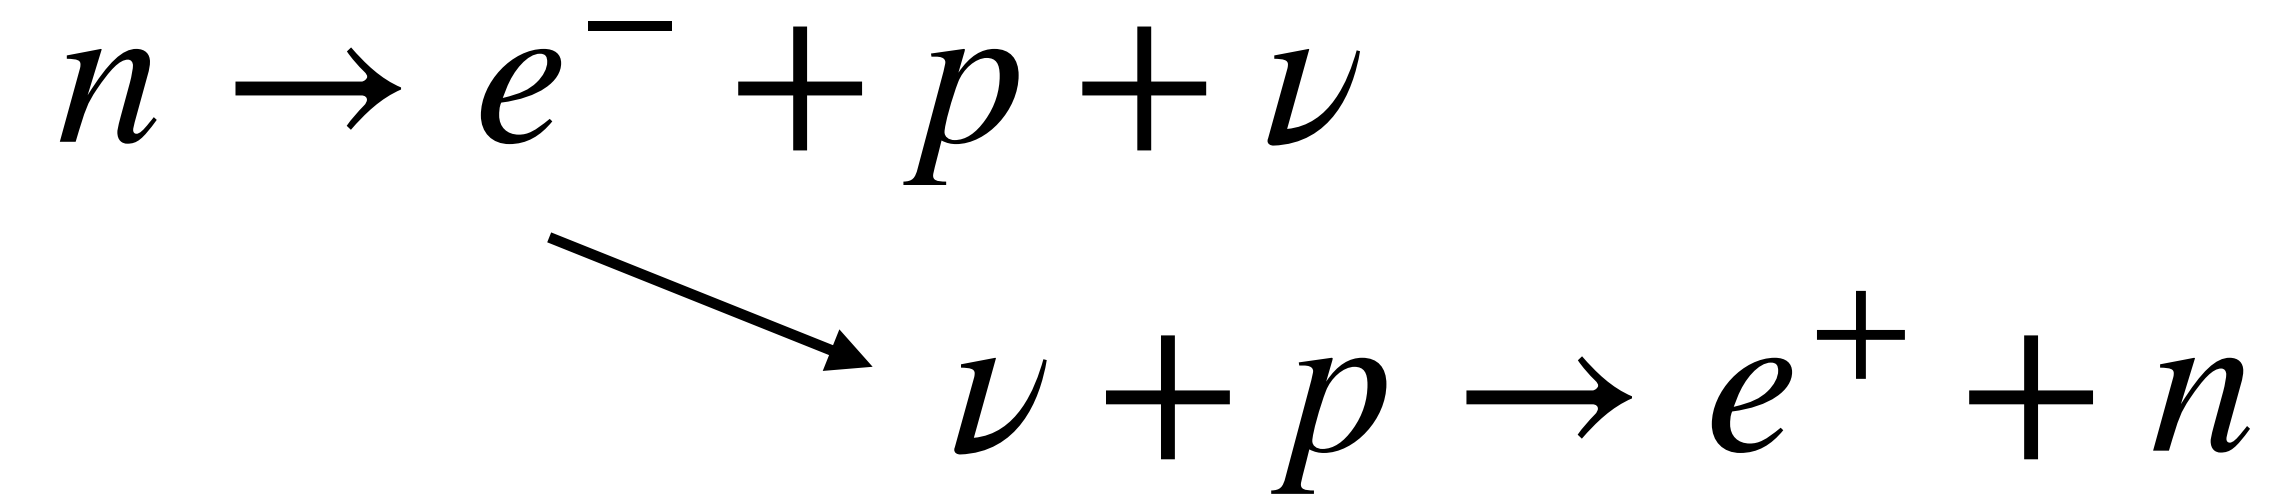 n → e⁻ + p + ν
ν + p → e⁺ + n